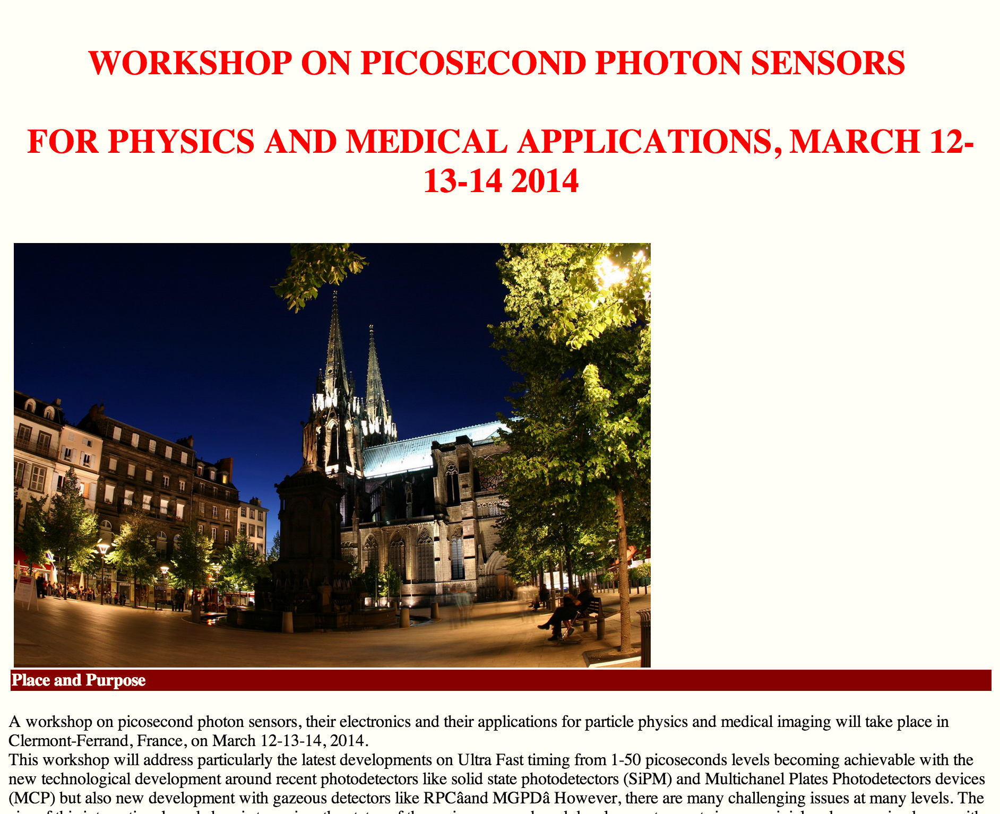 WORKSHOP ON PICOSECOND PHOTON SENSORS
FOR PHYSICS AND MEDICAL APPLICATIONS, MARCH 12-
13-14 2014
Place and Purpose
A workshop on picosecond photon sensors, their electronics and their applications for particle physics and medical imaging will take place in
Clermont-Ferrand, France, on March 12-13-14, 2014.
This workshop will address particularly the latest developments on Ultra Fast timing from 1-50 picoseconds levels becoming achievable with the
new technological development around recent photodetectors like solid state photodetectors (SiPM) and Multichanel Plates Photodetectors devices
(MCP) but also new development with gazeous detectors like RPCâand MGPDâ However, there are many challenging issues at many levels. The